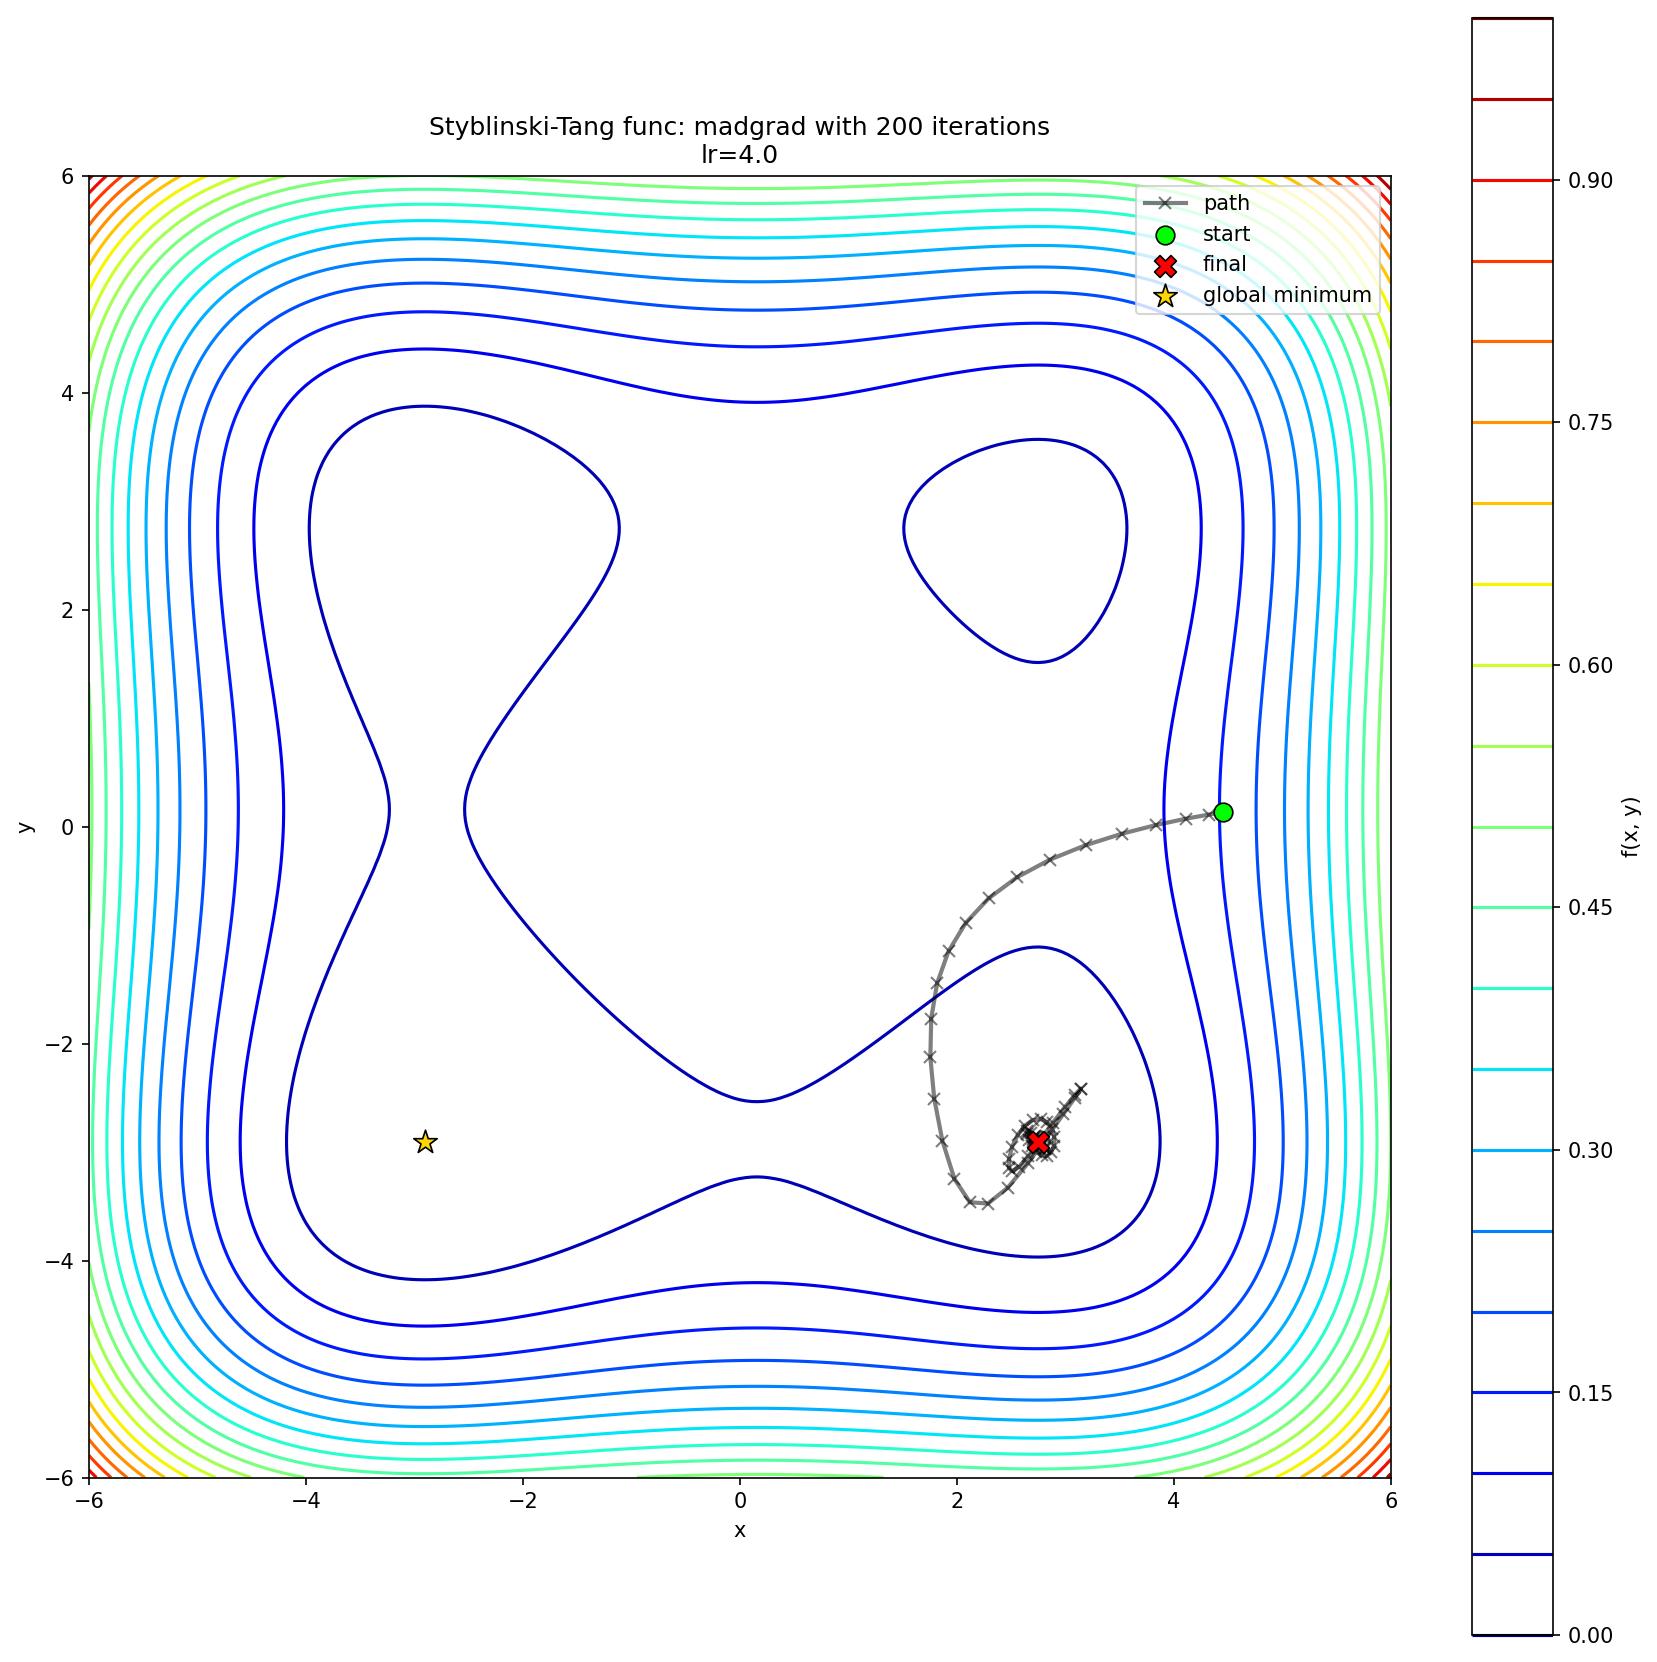 Styblinski-Tang func: madgrad with 200 iterations
lr=4.0
path
start
final
global minimum
6
4
2
0
−2
−4
−6
y
−6
−4
−2
0
2
4
6
x
0.90
0.75
0.60
0.45
0.30
0.15
0.00
f(x, y)